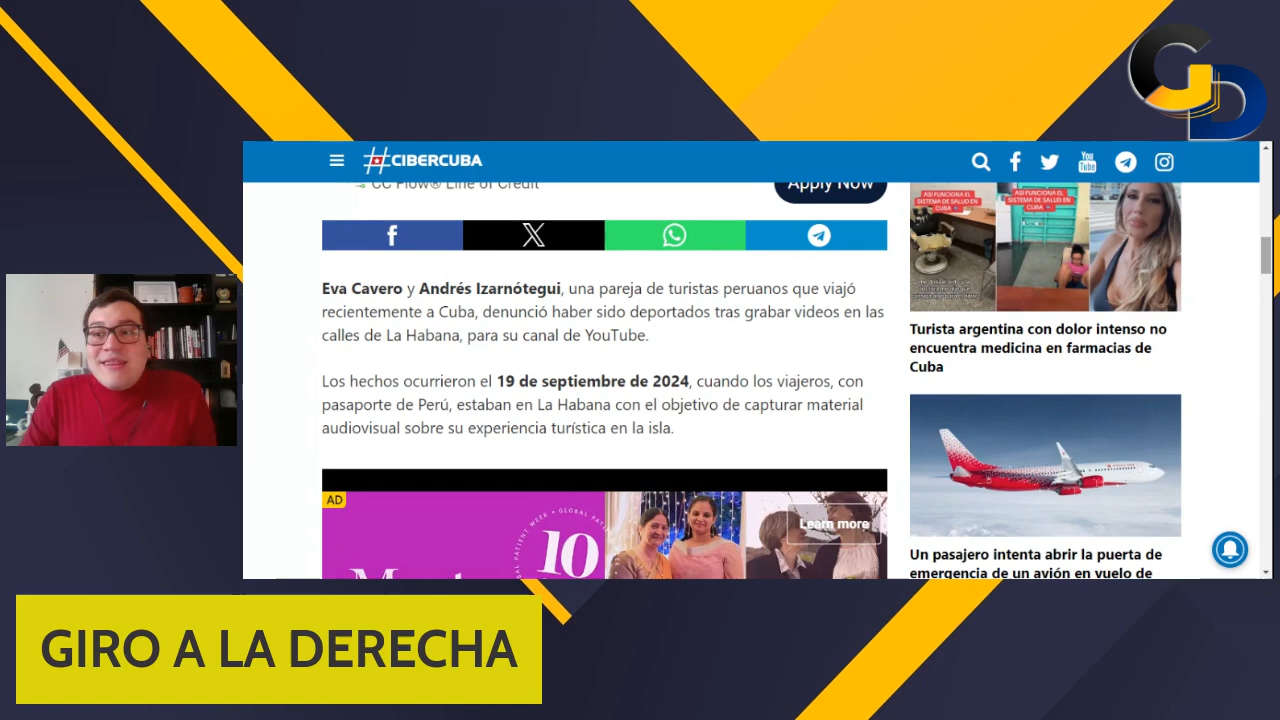 GD
#CIBERCUBA
CC Flow® Line of Credit
Apply Now
Eva Cavero y Andrés Izarnótegui, una pareja de turistas peruanos que viajó
recientemente a Cuba, denunció haber sido deportados tras grabar videos en las
calles de La Habana, para su canal de YouTube.
Los hechos ocurrieron el 19 de septiembre de 2024, cuando los viajeros, con
pasaporte de Perú, estaban en La Habana con el objetivo de capturar material
audiovisual sobre su experiencia turística en la isla.
AD
10
Learn more
You
Tube
ASI FUNCIONA EL
SISTEMA DE SALUD EN
CUBA
ASI FUNCIONA EL
SISTEMA DE SALUD EN
CUBA
Turista argentina con dolor intenso no
encuentra medicina en farmacias de
Cuba
Un pasajero intenta abrir la puerta de
emergencia de un avión en vuelo de
GIRO A LA DERECHA